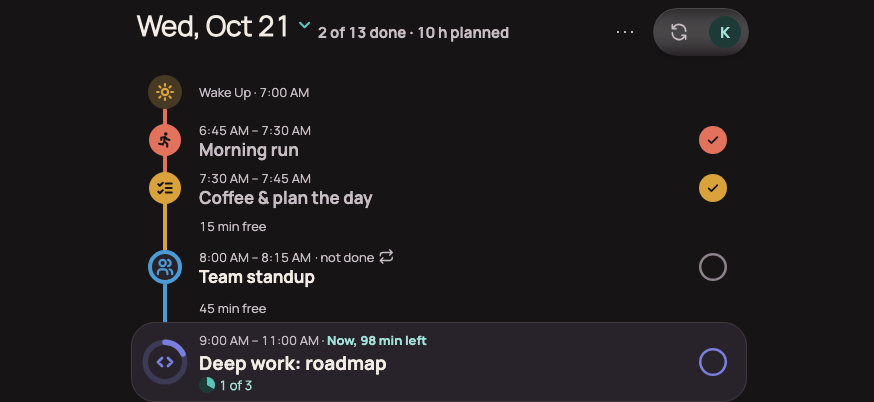 Wed, Oct 21 2 of 13 done · 10 h planned ··· K
Wake Up · 7:00 AM
6:45 AM – 7:30 AM
Morning run
7:30 AM – 7:45 AM
Coffee & plan the day
15 min free
8:00 AM – 8:15 AM · not done
Team standup
45 min free
9:00 AM – 11:00 AM · Now, 98 min left
Deep work: roadmap
1 of 3